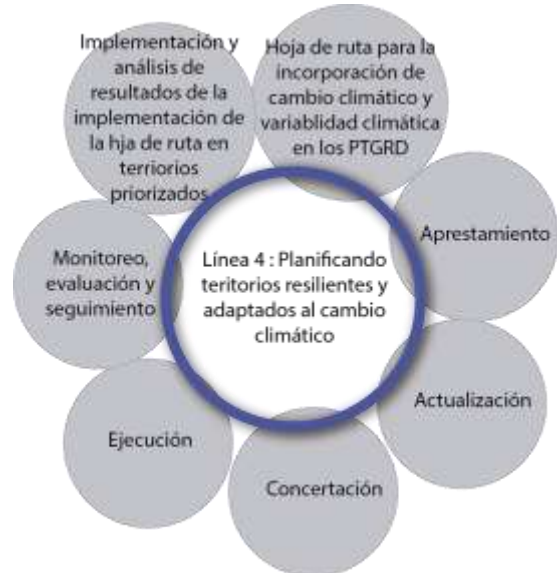 Implementación y
análisis de
resultados de la
implementación de
la hja de ruta en
terriorios
priorizados
Hoja de ruta para la
incorporación de
cambio climático y
variablidad climática
en los PTGRD
Aprestamiento
Actualización
Concertación
Ejecución
Monitoreo,
evaluación y
seguimiento
Línea 4 : Planificando
teritorios resilientes y
adaptados al cambio
climático